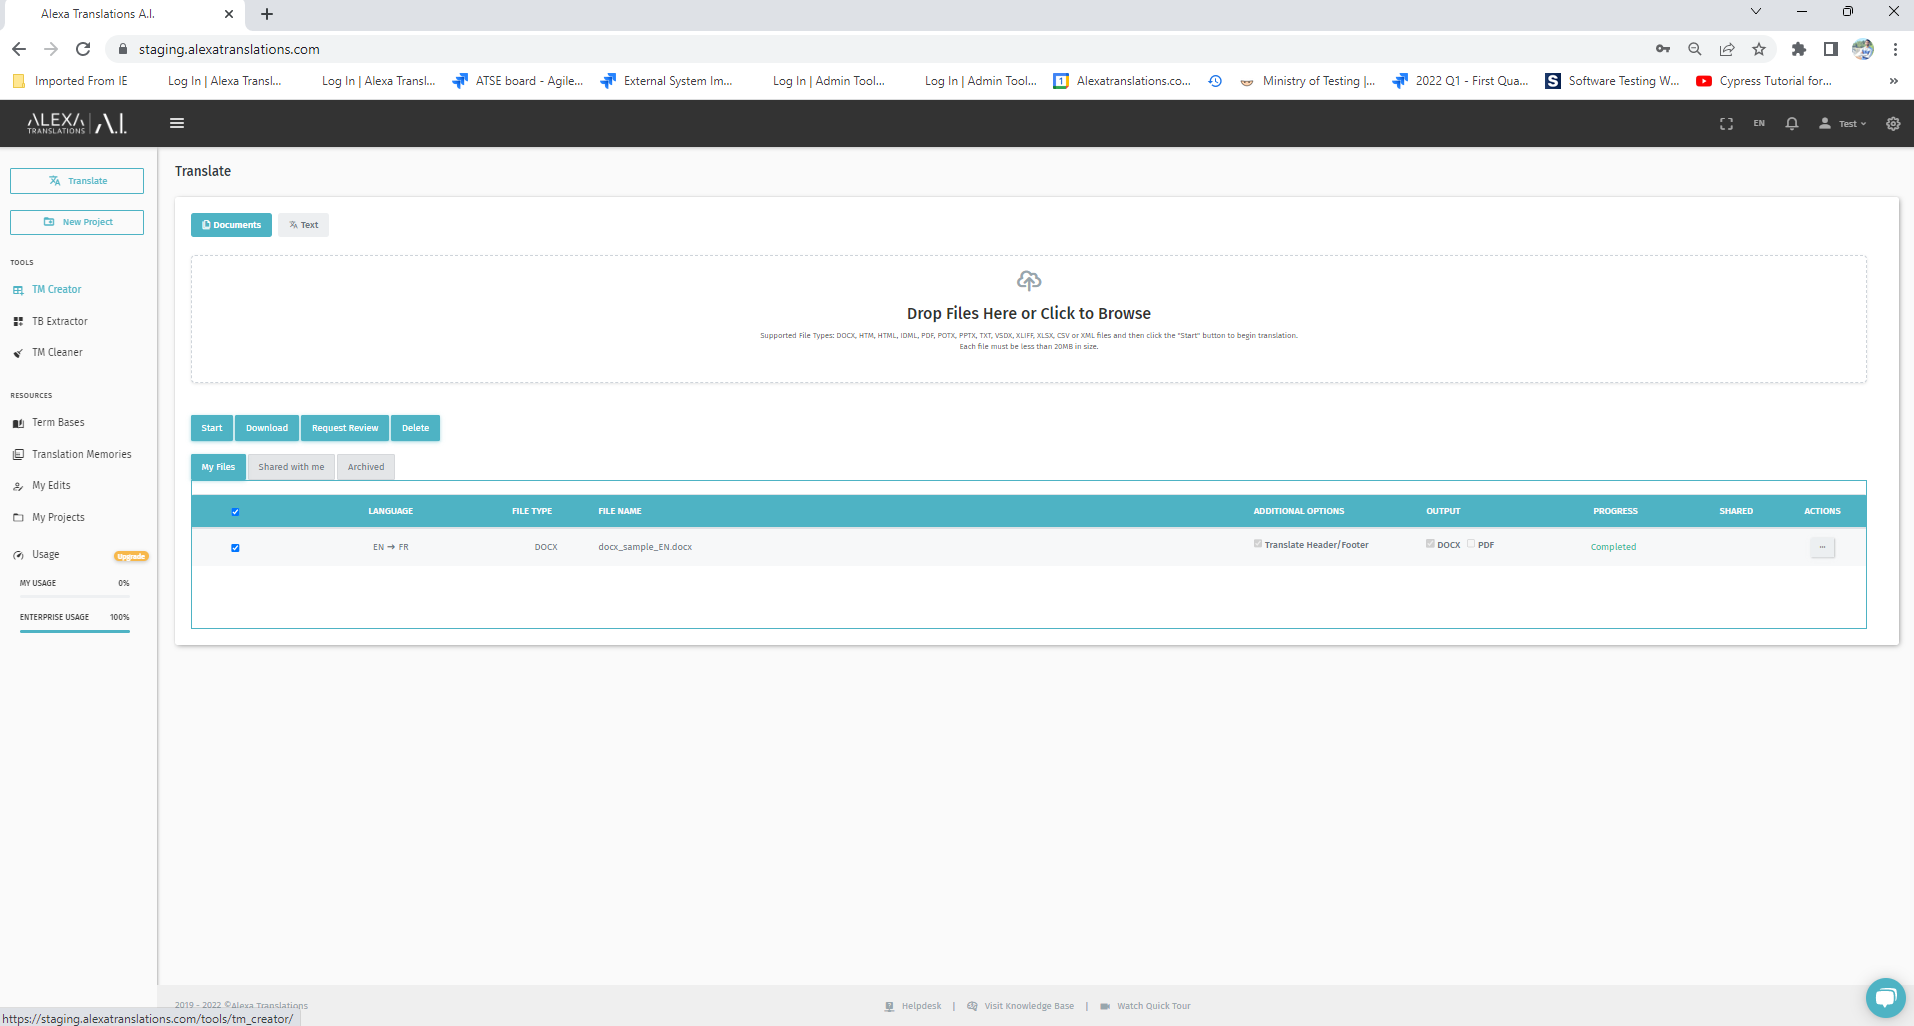 Alexa Translations A.I.
staging.alexatranslations.com
Imported From IE
Log In | Alexa Transl...
Log In | Alexa Transl...
ATSE board - Agile...
External System Im...
Log In | Admin Tool...
Log In | Admin Tool...
Alexatranslations.co...
Ministry of Testing |...
2022 Q1 - First Qua...
Software Testing W...
Cypress Tutorial for...
ALEXA TRANSLATIONS | A.I.
EN
Test
Translate
New Project
TOOLS
TM Creator
TB Extractor
TM Cleaner
RESOURCES
Term Bases
Translation Memories
My Edits
My Projects
Usage Upgrade
MY USAGE 0%
ENTERPRISE USAGE 100%
Translate
Documents Text
Drop Files Here or Click to Browse
Supported File Types: DOCX, HTM, HTML, IDML, PDF, POTX, PPTX, TXT, VSDX, XLIFF, XLSX, CSV or XML files and then click the "Start" button to begin translation.
Each file must be less than 20MB in size.
Start Download Request Review Delete
My Files Shared with me Archived
LANGUAGE FILE TYPE FILE NAME ADDITIONAL OPTIONS OUTPUT PROGRESS SHARED ACTIONS
EN → FR DOCX docx_sample_EN.docx Translate Header/Footer DOCX PDF Completed ...
2019 - 2022 ©Alexa Translations
Helpdesk | Visit Knowledge Base | Watch Quick Tour
https://staging.alexatranslations.com/tools/tm_creator/